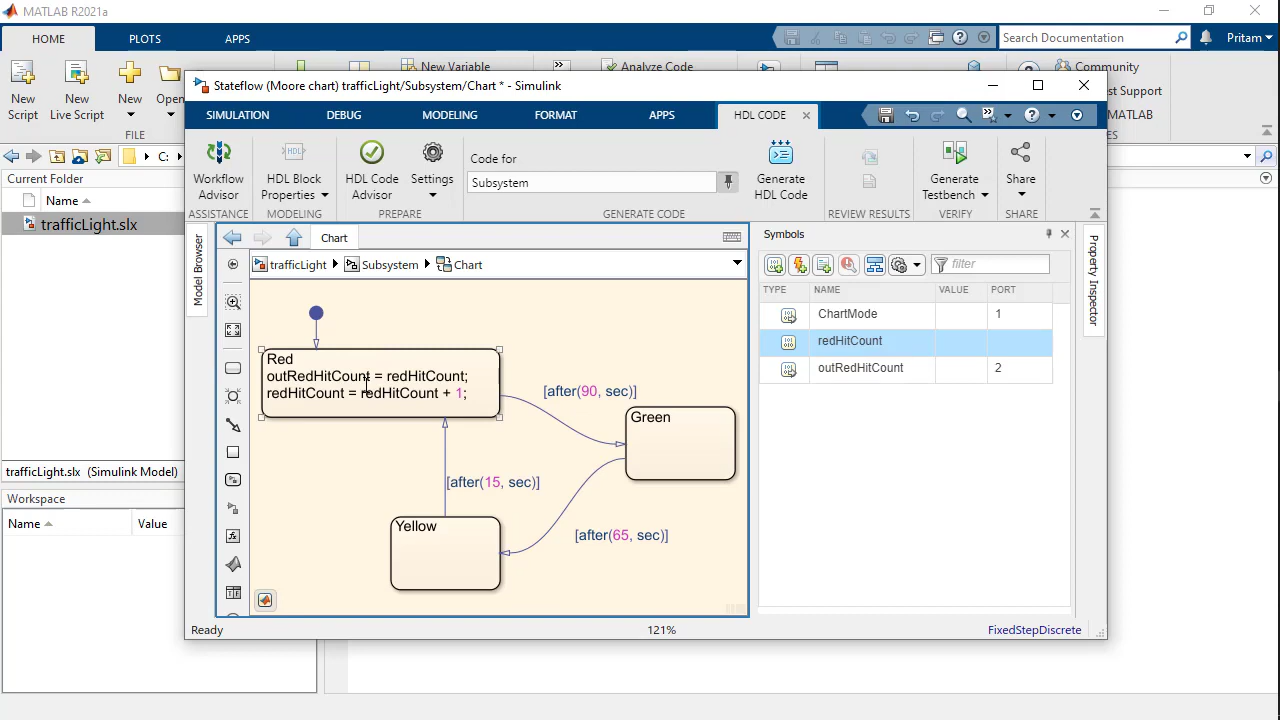 MATLAB R2021a
HOME
PLOTS
APPS
Search Documentation
Pritam
New Variable
Analyze Code
Community
New Script
New Live Script
New
Open
FILE
C:
Current Folder
Name
trafficLight.slx
trafficLight.slx (Simulink Model)
Workspace
Name
Value
Stateflow (Moore chart) trafficLight/Subsystem/Chart * - Simulink
SIMULATION
DEBUG
MODELING
FORMAT
APPS
HDL CODE
Workflow Advisor
HDL Block Properties
HDL Code Advisor
Settings
Code for
Subsystem
Generate HDL Code
Generate Testbench
Share
ASSISTANCE
MODELING
PREPARE
GENERATE CODE
REVIEW RESULTS
VERIFY
SHARE
Model Browser
Chart
trafficLight
Subsystem
Chart
Red
outRedHitCount = redHitCount;
redHitCount = redHitCount + 1;
[after(90, sec)]
Green
[after(15, sec)]
Yellow
[after(65, sec)]
Symbols
filter
TYPE
NAME
VALUE
PORT
ChartMode
1
redHitCount
outRedHitCount
2
Property Inspector
Ready
121%
FixedStepDiscrete